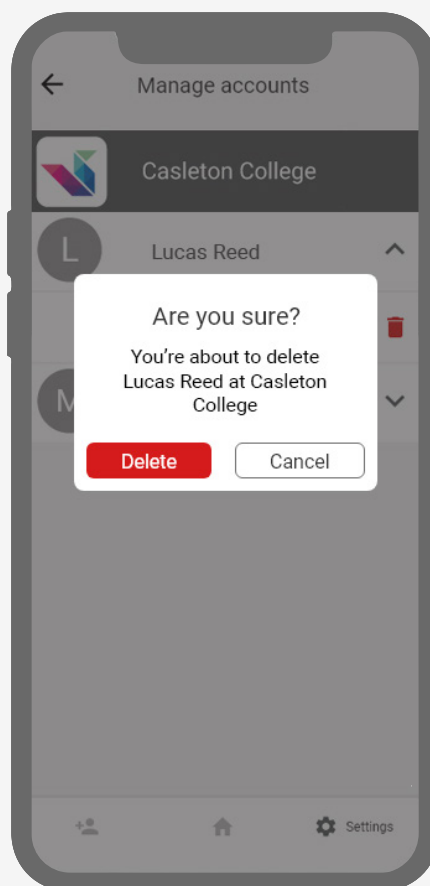 Manage accounts
Casleton College
L
Lucas Reed
Are you sure?
You're about to delete
Lucas Reed at Casleton
College
M
Delete
Cancel
Settings